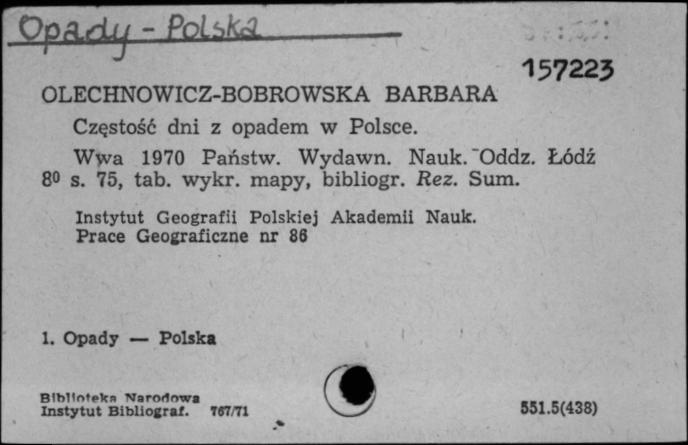 Opady - Polska
157223
OLECHNOWICZ-BOBROWSKA BARBARA
Częstość dni z opadem w Polsce.
Wwa 1970 Państw. Wydawn. Nauk. Oddz. Łódź
8⁰ s. 75, tab. wykr. mapy, bibliogr. Rez. Sum.
Instytut Geografii Polskiej Akademii Nauk.
Prace Geograficzne nr 86
1. Opady — Polska
Biblioteka Narodowa
Instytut Bibliograf. 767/71
551.5(438)